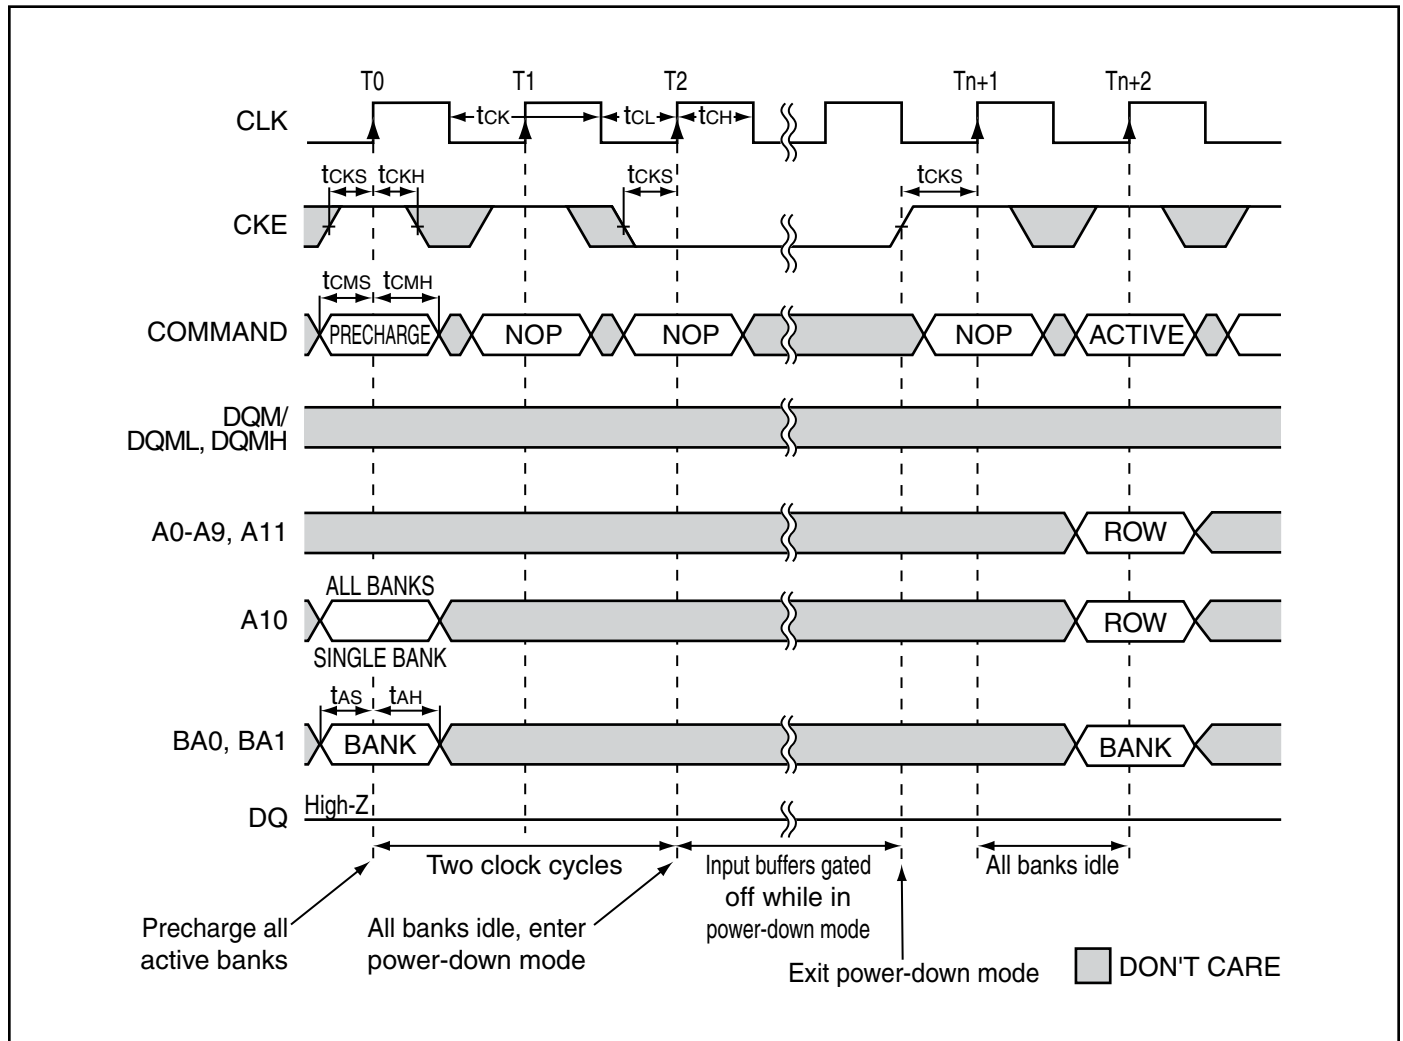 T0 T1 T2 Tn+1 Tn+2
CLK tCK tCL tCH
tCKS tCKH tCKS tCKS
CKE
tCMS tCMH
COMMAND PRECHARGE NOP NOP NOP ACTIVE
DQM/
DQML, DQMH
A0-A9, A11 ROW
ALL BANKS
A10 ROW
SINGLE BANK
tAS tAH
BA0, BA1 BANK BANK
DQ High-Z
Two clock cycles
Input buffers gated
off while in
power-down mode
All banks idle
Precharge all
active banks
All banks idle, enter
power-down mode
Exit power-down mode
DON'T CARE